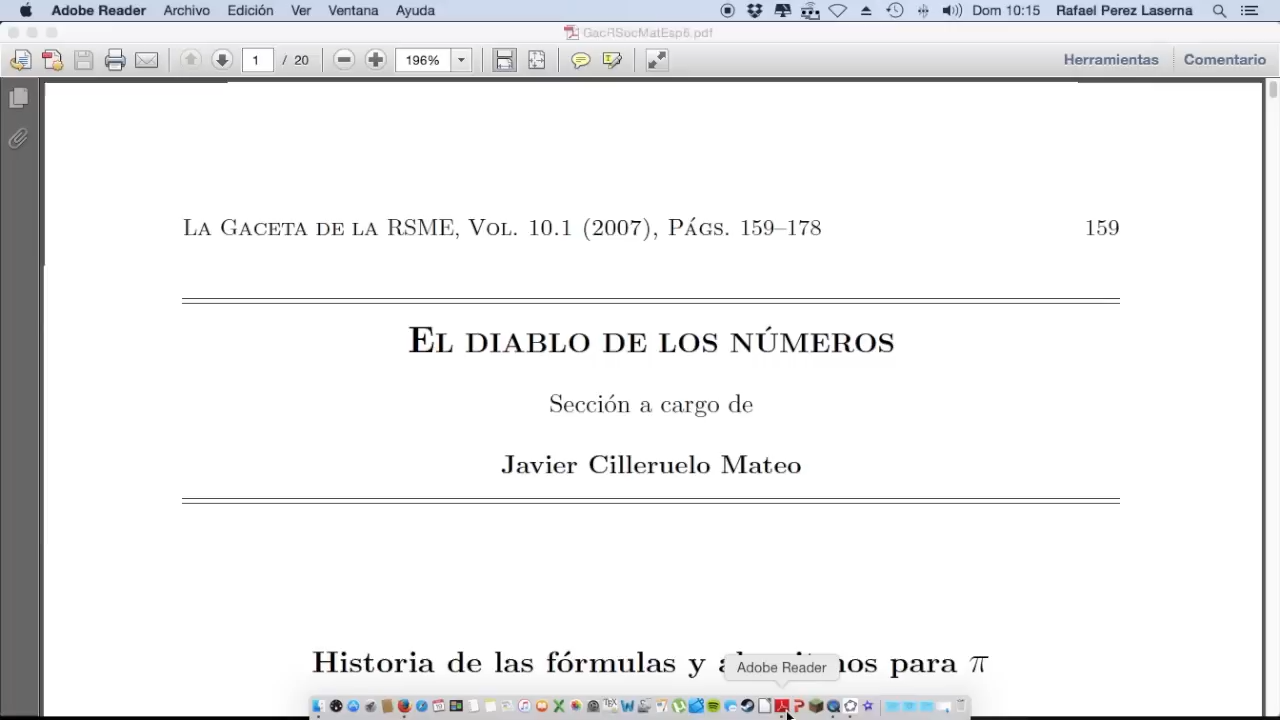 Adobe Reader Archivo Edición Ver Ventana Ayuda Dom 10:15 Rafael Perez Laserna
GacRSocMatEsp6.pdf
1 / 20 196% Herramientas Comentario
La Gaceta de la RSME, Vol. 10.1 (2007), Págs. 159–178 159
El diablo de los números
Sección a cargo de
Javier Cilleruelo Mateo
Historia de las fórmulas y para π
Adobe Reader